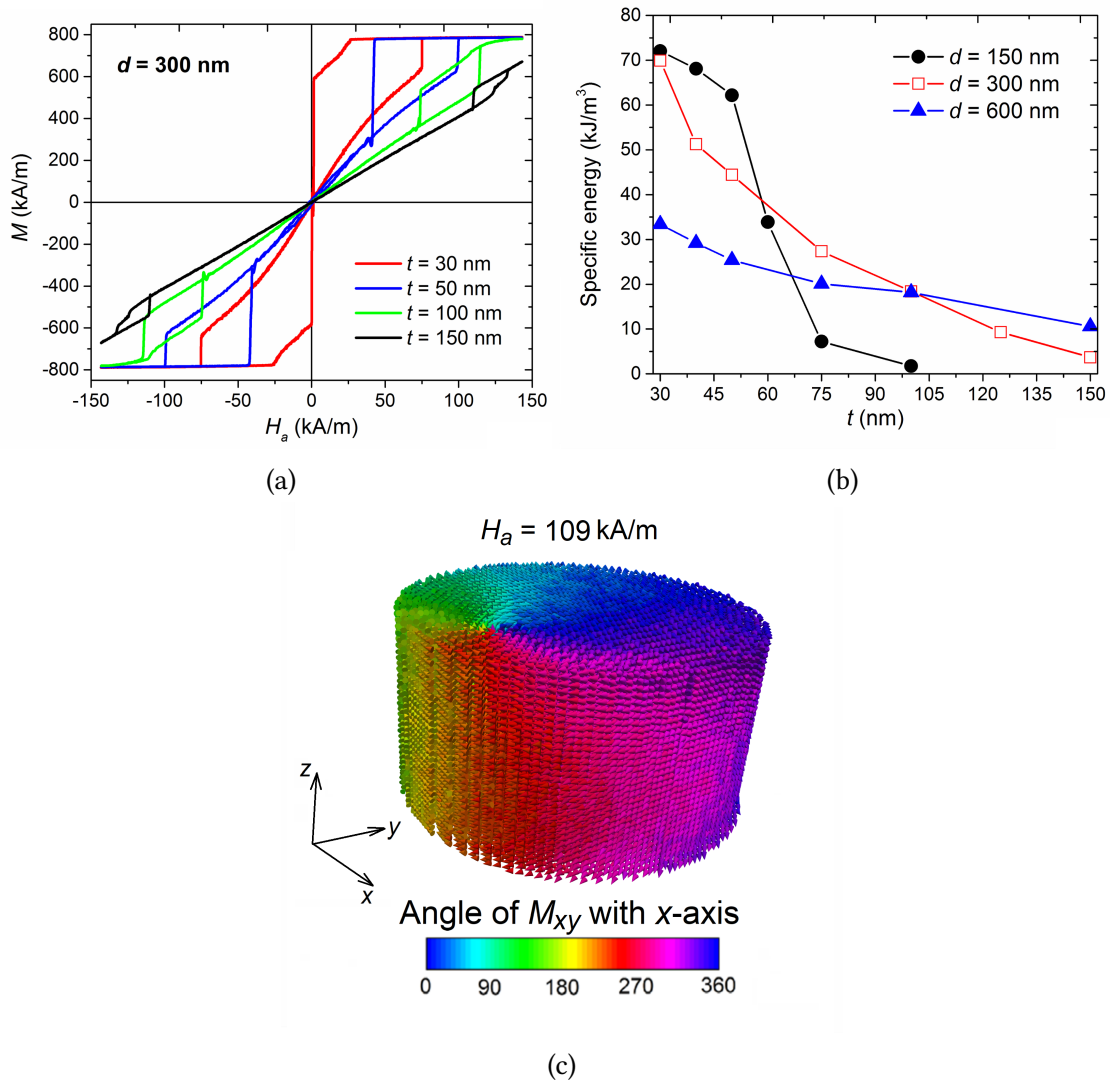 d = 300 nm
M (kA/m)
800
600
400
200
0
-200
-400
-600
-800
t = 30 nm
t = 50 nm
t = 100 nm
t = 150 nm
-150
-100
-50
0
50
100
150
Hₐ (kA/m)
(a)
Specific energy (kJ/m³)
80
70
60
50
40
30
20
10
0
d = 150 nm
d = 300 nm
d = 600 nm
30
45
60
75
90
105
120
135
150
t (nm)
(b)
Hₐ = 109 kA/m
z
y
x
Angle of Mxy with x-axis
0
90
180
270
360
(c)